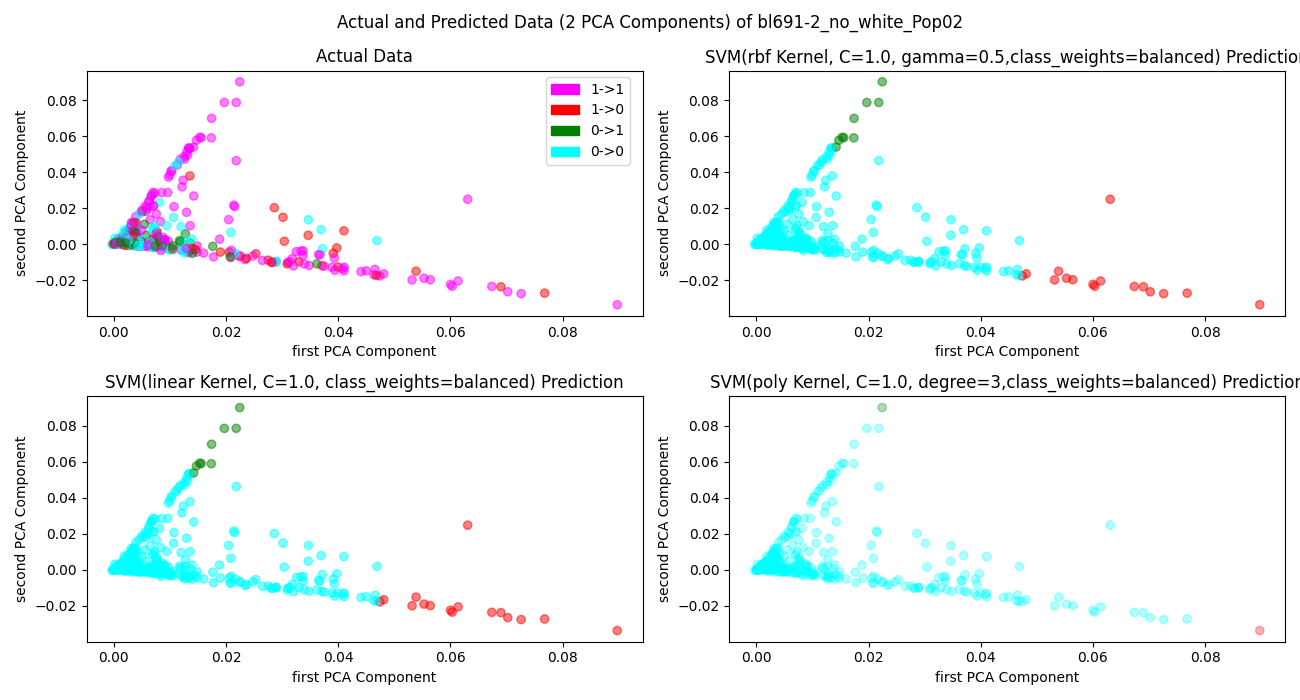 Actual and Predicted Data (2 PCA Components) of bl691-2_no_white_Pop02
Actual Data
second PCA Component
0.08
0.06
0.04
0.02
0.00
−0.02
1->1
1->0
0->1
0->0
0.00 0.02 0.04 0.06 0.08
first PCA Component
SVM(rbf Kernel, C=1.0, gamma=0.5,class_weights=balanced) Prediction
second PCA Component
0.08
0.06
0.04
0.02
0.00
−0.02
0.00 0.02 0.04 0.06 0.08
first PCA Component
SVM(linear Kernel, C=1.0, class_weights=balanced) Prediction
second PCA Component
0.08
0.06
0.04
0.02
0.00
−0.02
0.00 0.02 0.04 0.06 0.08
first PCA Component
SVM(poly Kernel, C=1.0, degree=3,class_weights=balanced) Prediction
second PCA Component
0.08
0.06
0.04
0.02
0.00
−0.02
0.00 0.02 0.04 0.06 0.08
first PCA Component